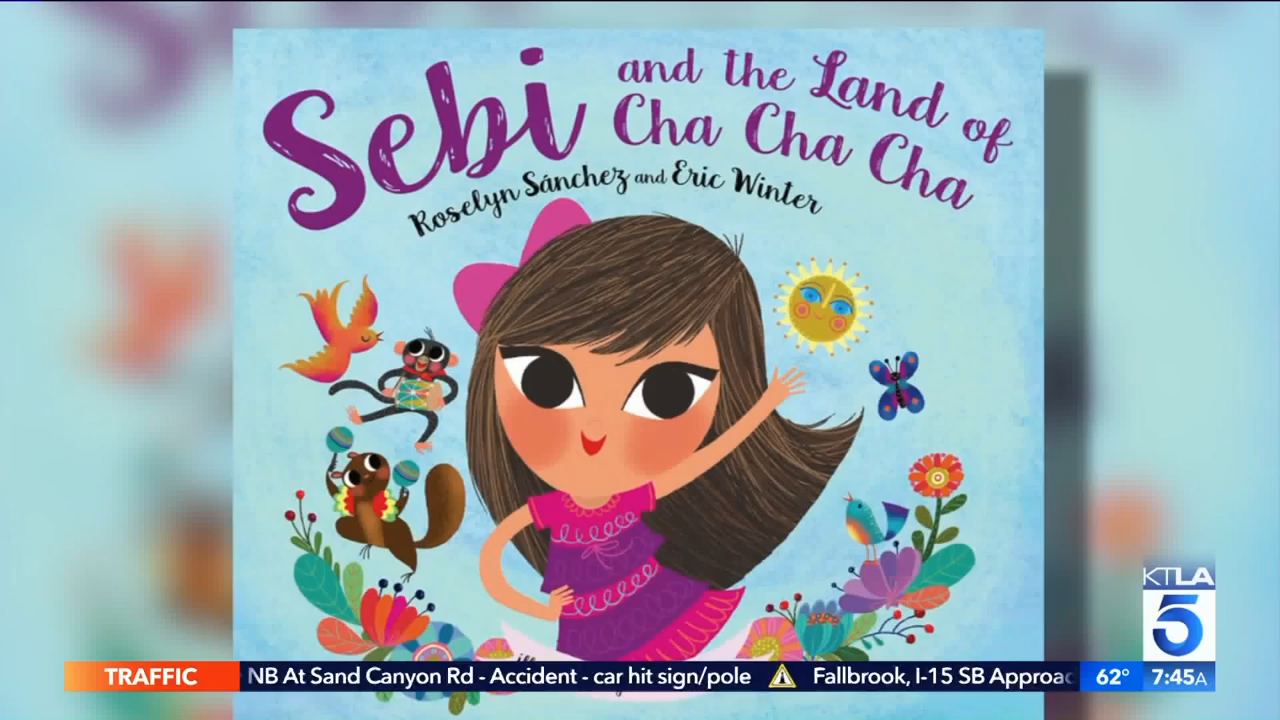 Sebi and the Land of
Cha Cha Cha
Roselyn Sánchez and Eric Winter
KTLA
5
TRAFFIC NB At Sand Canyon Rd - Accident - car hit sign/pole Fallbrook, I-15 SB Approac 62° 7:45A